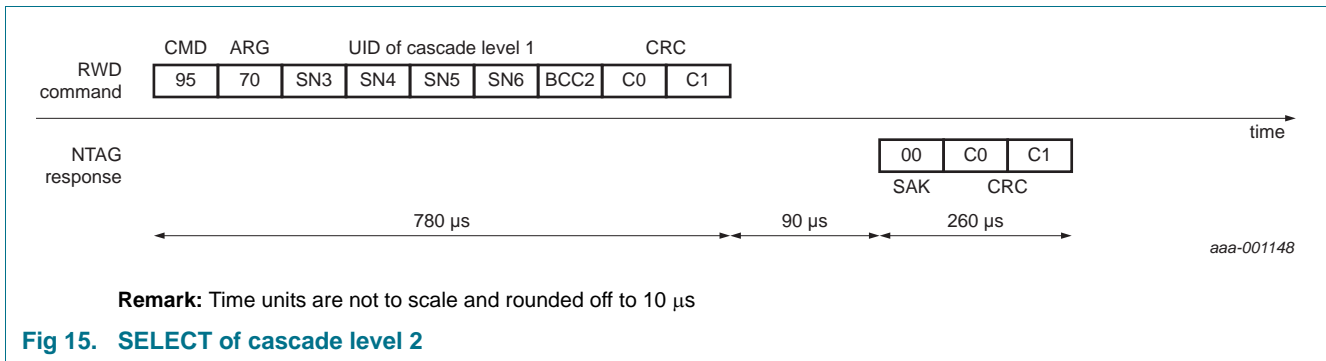 CMD ARG UID of cascade level 1 CRC
RWD command
95 70 SN3 SN4 SN5 SN6 BCC2 C0 C1
time
NTAG response
00 C0 C1
SAK CRC
780 µs 90 µs 260 µs
aaa-001148
Remark: Time units are not to scale and rounded off to 10 µs
Fig 15. SELECT of cascade level 2